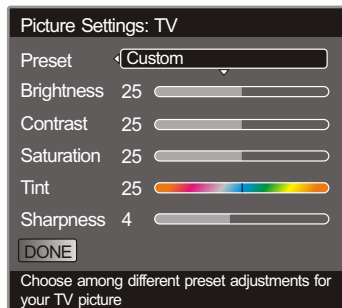 Picture Settings: TV
Preset Custom
Brightness 25
Contrast 25
Saturation 25
Tint 25
Sharpness 4
DONE
Choose among different preset adjustments for
your TV picture